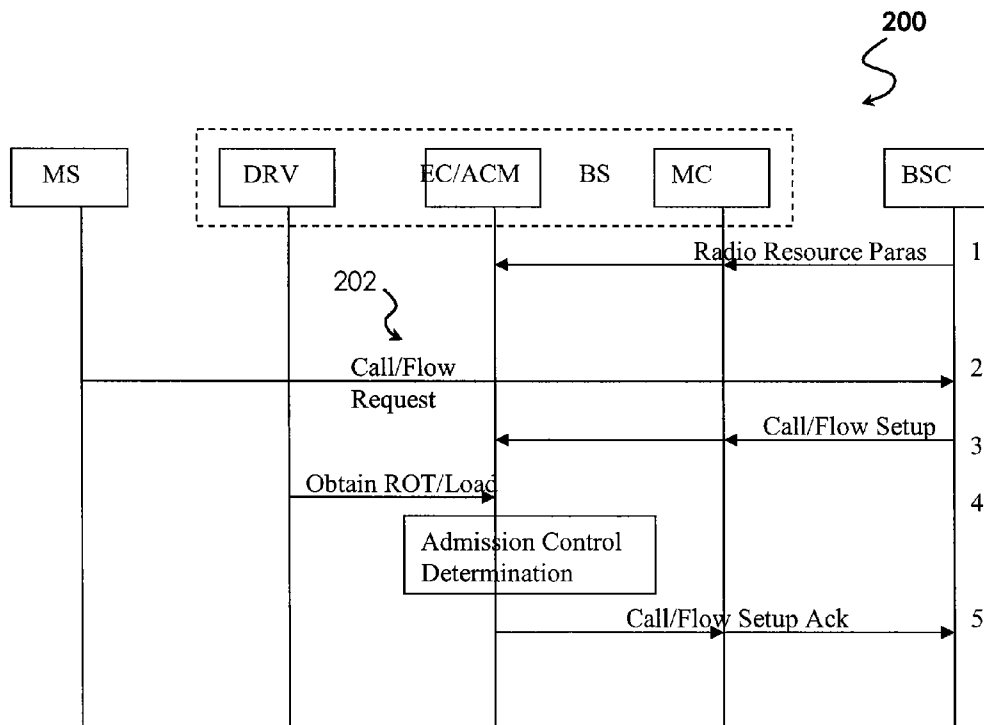 200
MS
DRV
EC/ACM
BS
MC
BSC
Radio Resource Paras
1
202
Call/Flow
Request
2
Call/Flow Setup
3
Obtain ROT/Load
4
Admission Control
Determination
Call/Flow Setup Ack
5